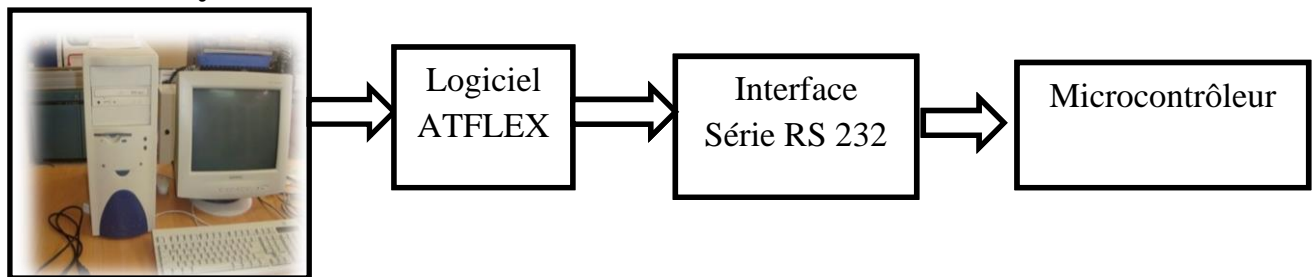 Logiciel
ATFLEX
Interface
Série RS 232
Microcontrôleur